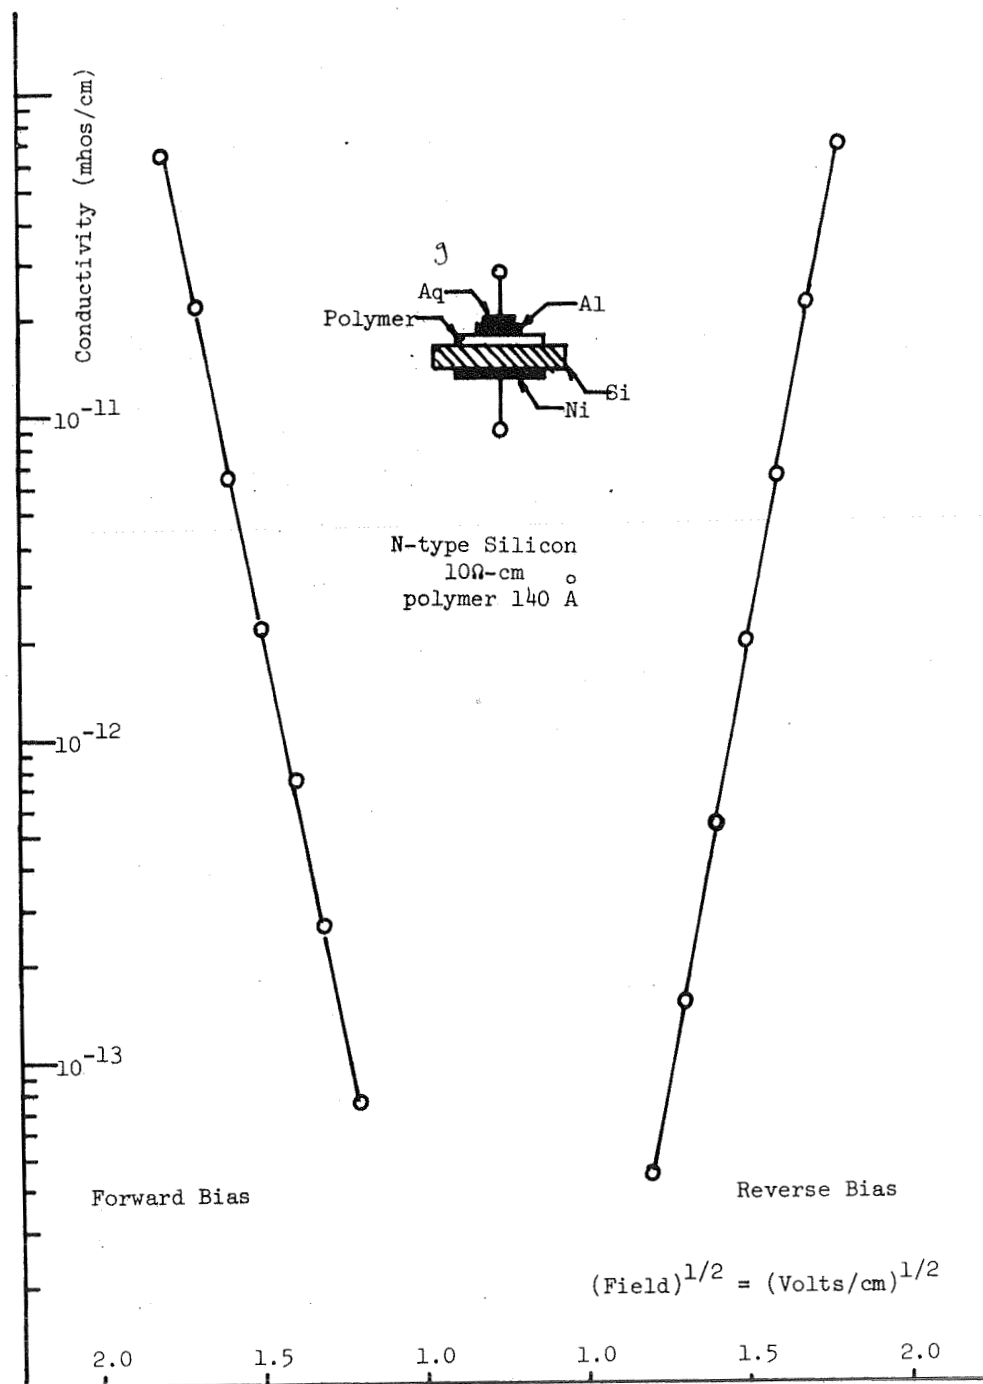 Conductivity (mhos/cm)
g
Aq
Al
Polymer
Si
Ni
10-11
N-type Silicon
10Ω-cm
polymer 140 Å
10-12
10-13
Forward Bias
Reverse Bias
(Field)1/2 = (Volts/cm)1/2
2.0 1.5 1.0 1.0 1.5 2.0